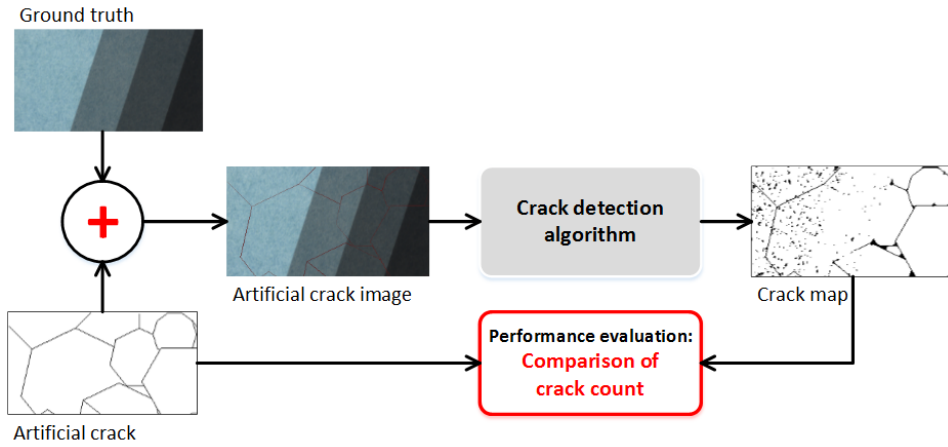 Ground truth
+
Artificial crack image
Crack detection
algorithm
Crack map
Performance evaluation:
Comparison of
crack count
Artificial crack